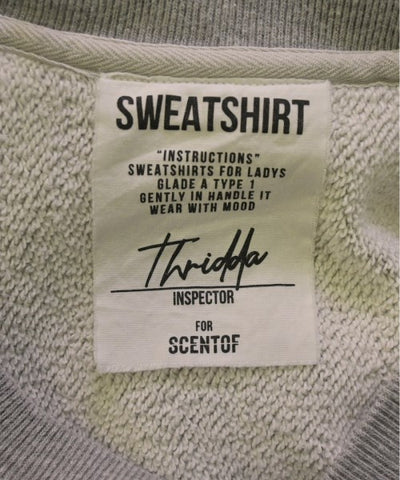 SWEATSHIRT
"INSTRUCTIONS"
SWEATSHIRTS FOR LADYS
GLADE A TYPE 1
GENTLY IN HANDLE IT
WEAR WITH MOOD
Thridda
INSPECTOR
FOR
SCENTOF